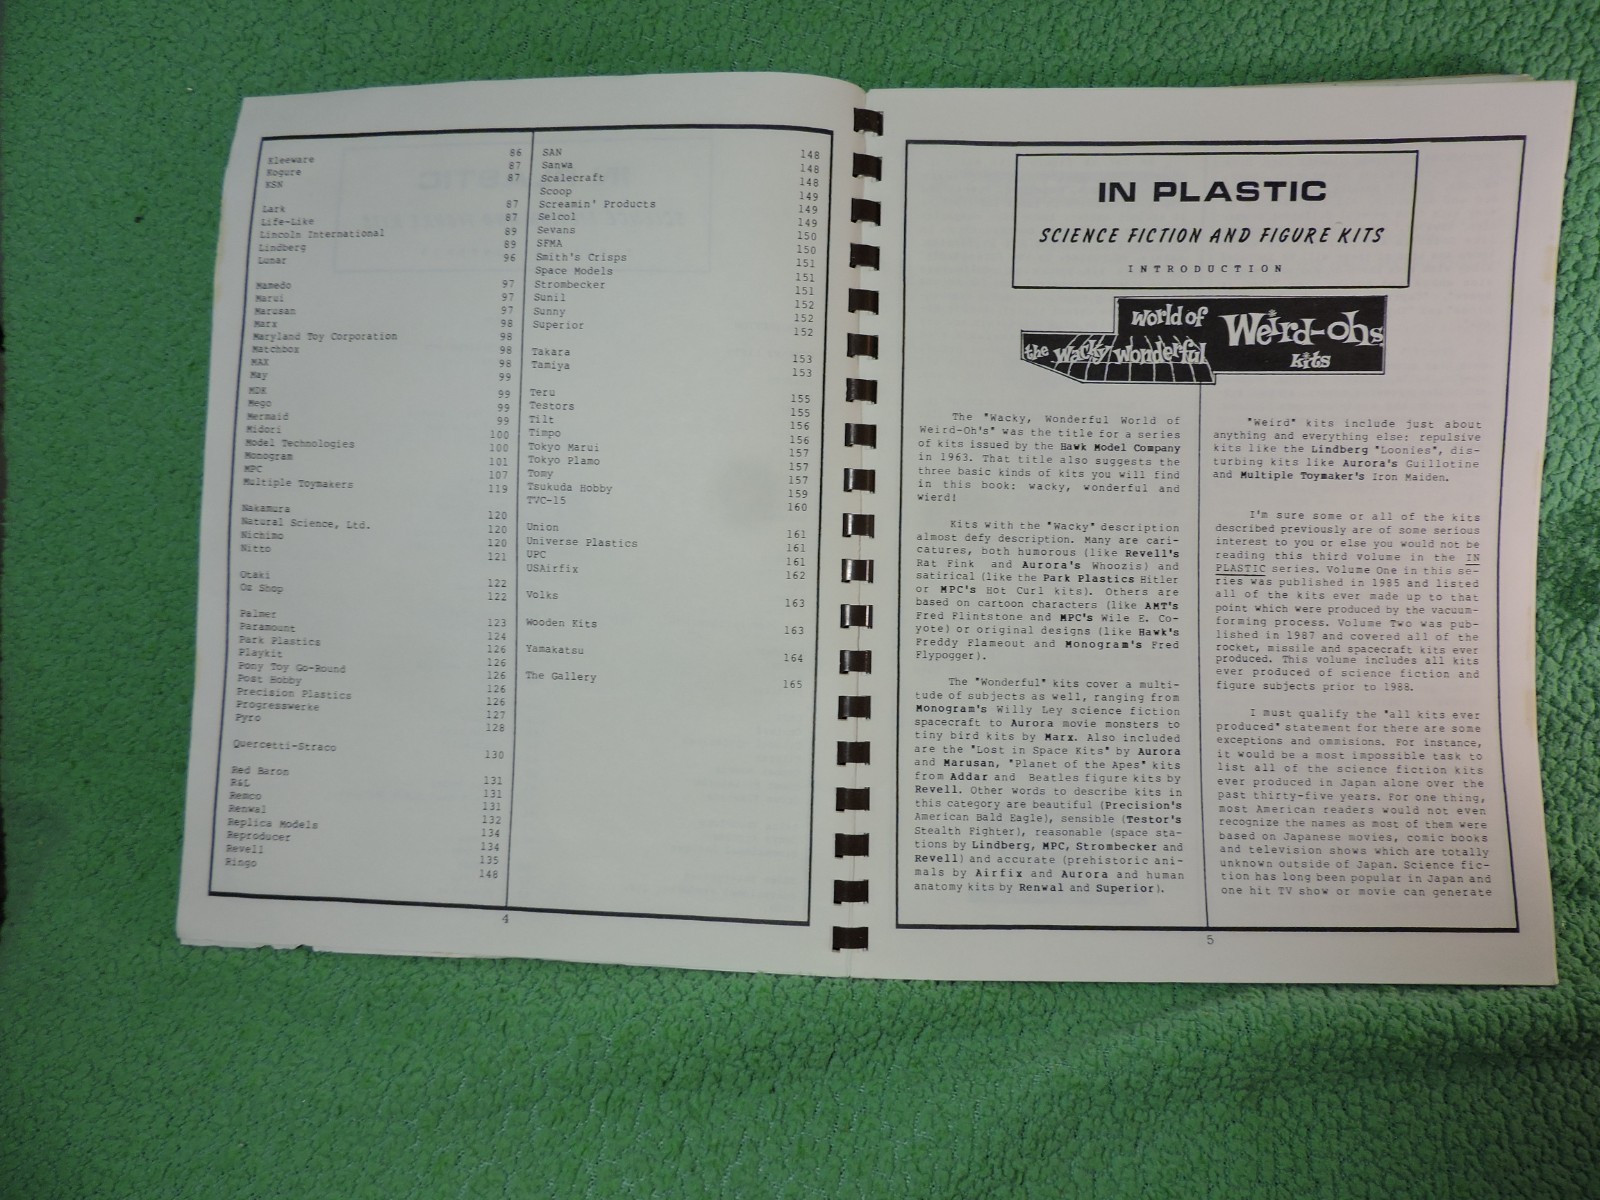 Kleeware 86
Kogure 87
KSN 87
Lark 87
Life-Like 87
Lincoln International 89
Lindberg 89
Lunar 96
Mamedo 97
Marui 97
Marusan 97
Marx 98
Maryland Toy Corporation 98
Matchbox 98
MAX 98
May 99
MDK 99
Mego 99
Mermaid 99
Midori 100
Model Technologies 100
Monogram 101
MPC 107
Multiple Toymakers 119
Nakamura 120
Natural Science, Ltd. 120
Nichimo 120
Nitto 121
Otaki 122
Oz Shop 122
Palmer 123
Paramount 124
Park Plastics 126
Playkit 126
Pony Toy Go-Round 126
Post Hobby 126
Precision Plastics 126
Progresswerke 127
Pyro 128
Quercetti-Straco 130
Red Baron 131
R&L 131
Remco 131
Renwal 132
Replica Models 134
Reproducer 134
Revell 135
Ringo 148
SAN 148
Sanwa 148
Scalecraft 148
Scoop 149
Screamin' Products 149
Selcol 149
Sevans 150
SFMA 150
Smith's Crisps 151
Space Models 151
Strombecker 151
Sunil 152
Sunny 152
Superior 152
Takara 153
Tamiya 153
Teru 155
Testors 155
Tilt 156
Timpo 156
Tokyo Marui 157
Tokyo Plamo 157
Tomy 157
Tsukuda Hobby 159
TVC-15 160
Union 161
Universe Plastics 161
UPC 161
USAirfix 162
Volks 163
Wooden Kits 163
Yamakatsu 164
The Gallery 165
4
IN PLASTIC
SCIENCE FICTION AND FIGURE KITS
INTRODUCTION
the Wacky Wonderful World of Weird-ohs kits
The "Wacky, Wonderful World of
Weird-Oh's" was the title for a series
of kits issued by the Hawk Model Company
in 1963. That title also suggests the
three basic kinds of kits you will find
in this book: wacky, wonderful and
wierd!
Kits with the "Wacky" description
almost defy description. Many are cari-
catures, both humorous (like Revell's
Rat Fink and Aurora's Whoozis) and
satirical (like the Park Plastics Hitler
or MPC's Hot Curl kits). Others are
based on cartoon characters (like AMT's
Fred Flintstone and MPC's Wile E. Co-
yote) or original designs (like Hawk's
Freddy Flameout and Monogram's Fred
Flypogger).
The "Wonderful" kits cover a multi-
tude of subjects as well, ranging from
Monogram's Willy Ley science fiction
spacecraft to Aurora movie monsters to
tiny bird kits by Marx. Also included
are the "Lost in Space Kits" by Aurora
and Marusan, "Planet of the Apes" kits
from Addar and Beatles figure kits by
Revell. Other words to describe kits in
this category are beautiful (Precision's
American Bald Eagle), sensible (Testor's
Stealth Fighter), reasonable (space sta-
tions by Lindberg, MPC, Strombecker and
Revell) and accurate (prehistoric ani-
mals by Airfix and Aurora and human
anatomy kits by Renwal and Superior).
"Weird" kits include just about
anything and everything else: repulsive
kits like the Lindberg "Loonies", dis-
turbing kits like Aurora's Guillotine
and Multiple Toymaker's Iron Maiden.
I'm sure some or all of the kits
described previously are of some serious
interest to you or else you would not be
reading this third volume in the IN
PLASTIC series. Volume One in this se-
ries was published in 1985 and listed
all of the kits ever made up to that
point which were produced by the vacuum-
forming process. Volume Two was pub-
lished in 1987 and covered all of the
rocket, missile and spacecraft kits ever
produced. This volume includes all kits
ever produced of science fiction and
figure subjects prior to 1988.
I must qualify the "all kits ever
produced" statement for there are some
exceptions and ommisions. For instance,
it would be a most impossible task to
list all of the science fiction kits
ever produced in Japan alone over the
past thirty-five years. For one thing,
most American readers would not even
recognize the names as most of them were
based on Japanese movies, comic books
and television shows which are totally
unknown outside of Japan. Science fic-
tion has long been popular in Japan and
one hit TV show or movie can generate
5